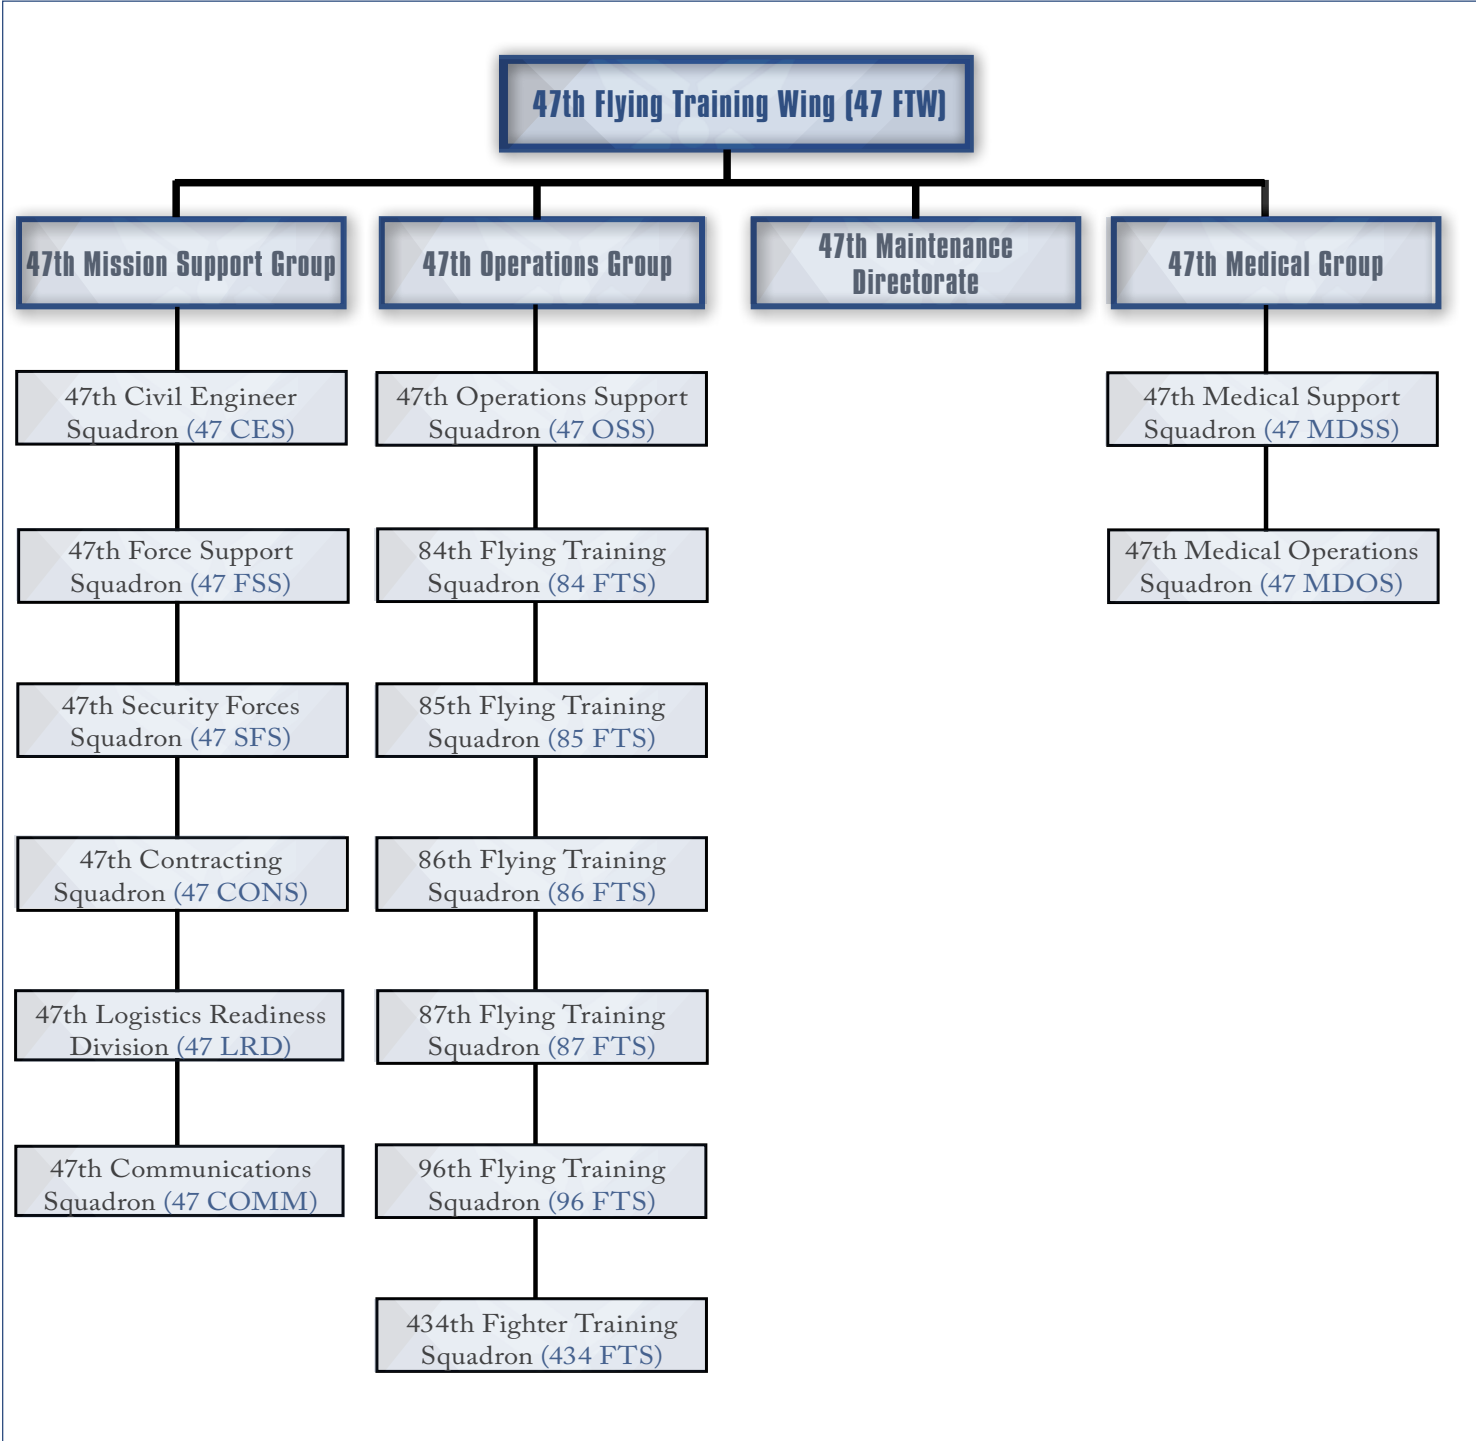 47th Flying Training Wing (47 FTW)
47th Mission Support Group
47th Civil Engineer
Squadron (47 CES)
47th Force Support
Squadron (47 FSS)
47th Security Forces
Squadron (47 SFS)
47th Contracting
Squadron (47 CONS)
47th Logistics Readiness
Division (47 LRD)
47th Communications
Squadron (47 COMM)
47th Operations Group
47th Operations Support
Squadron (47 OSS)
84th Flying Training
Squadron (84 FTS)
85th Flying Training
Squadron (85 FTS)
86th Flying Training
Squadron (86 FTS)
87th Flying Training
Squadron (87 FTS)
96th Flying Training
Squadron (96 FTS)
434th Fighter Training
Squadron (434 FTS)
47th Maintenance
Directorate
47th Medical Group
47th Medical Support
Squadron (47 MDSS)
47th Medical Operations
Squadron (47 MDOS)